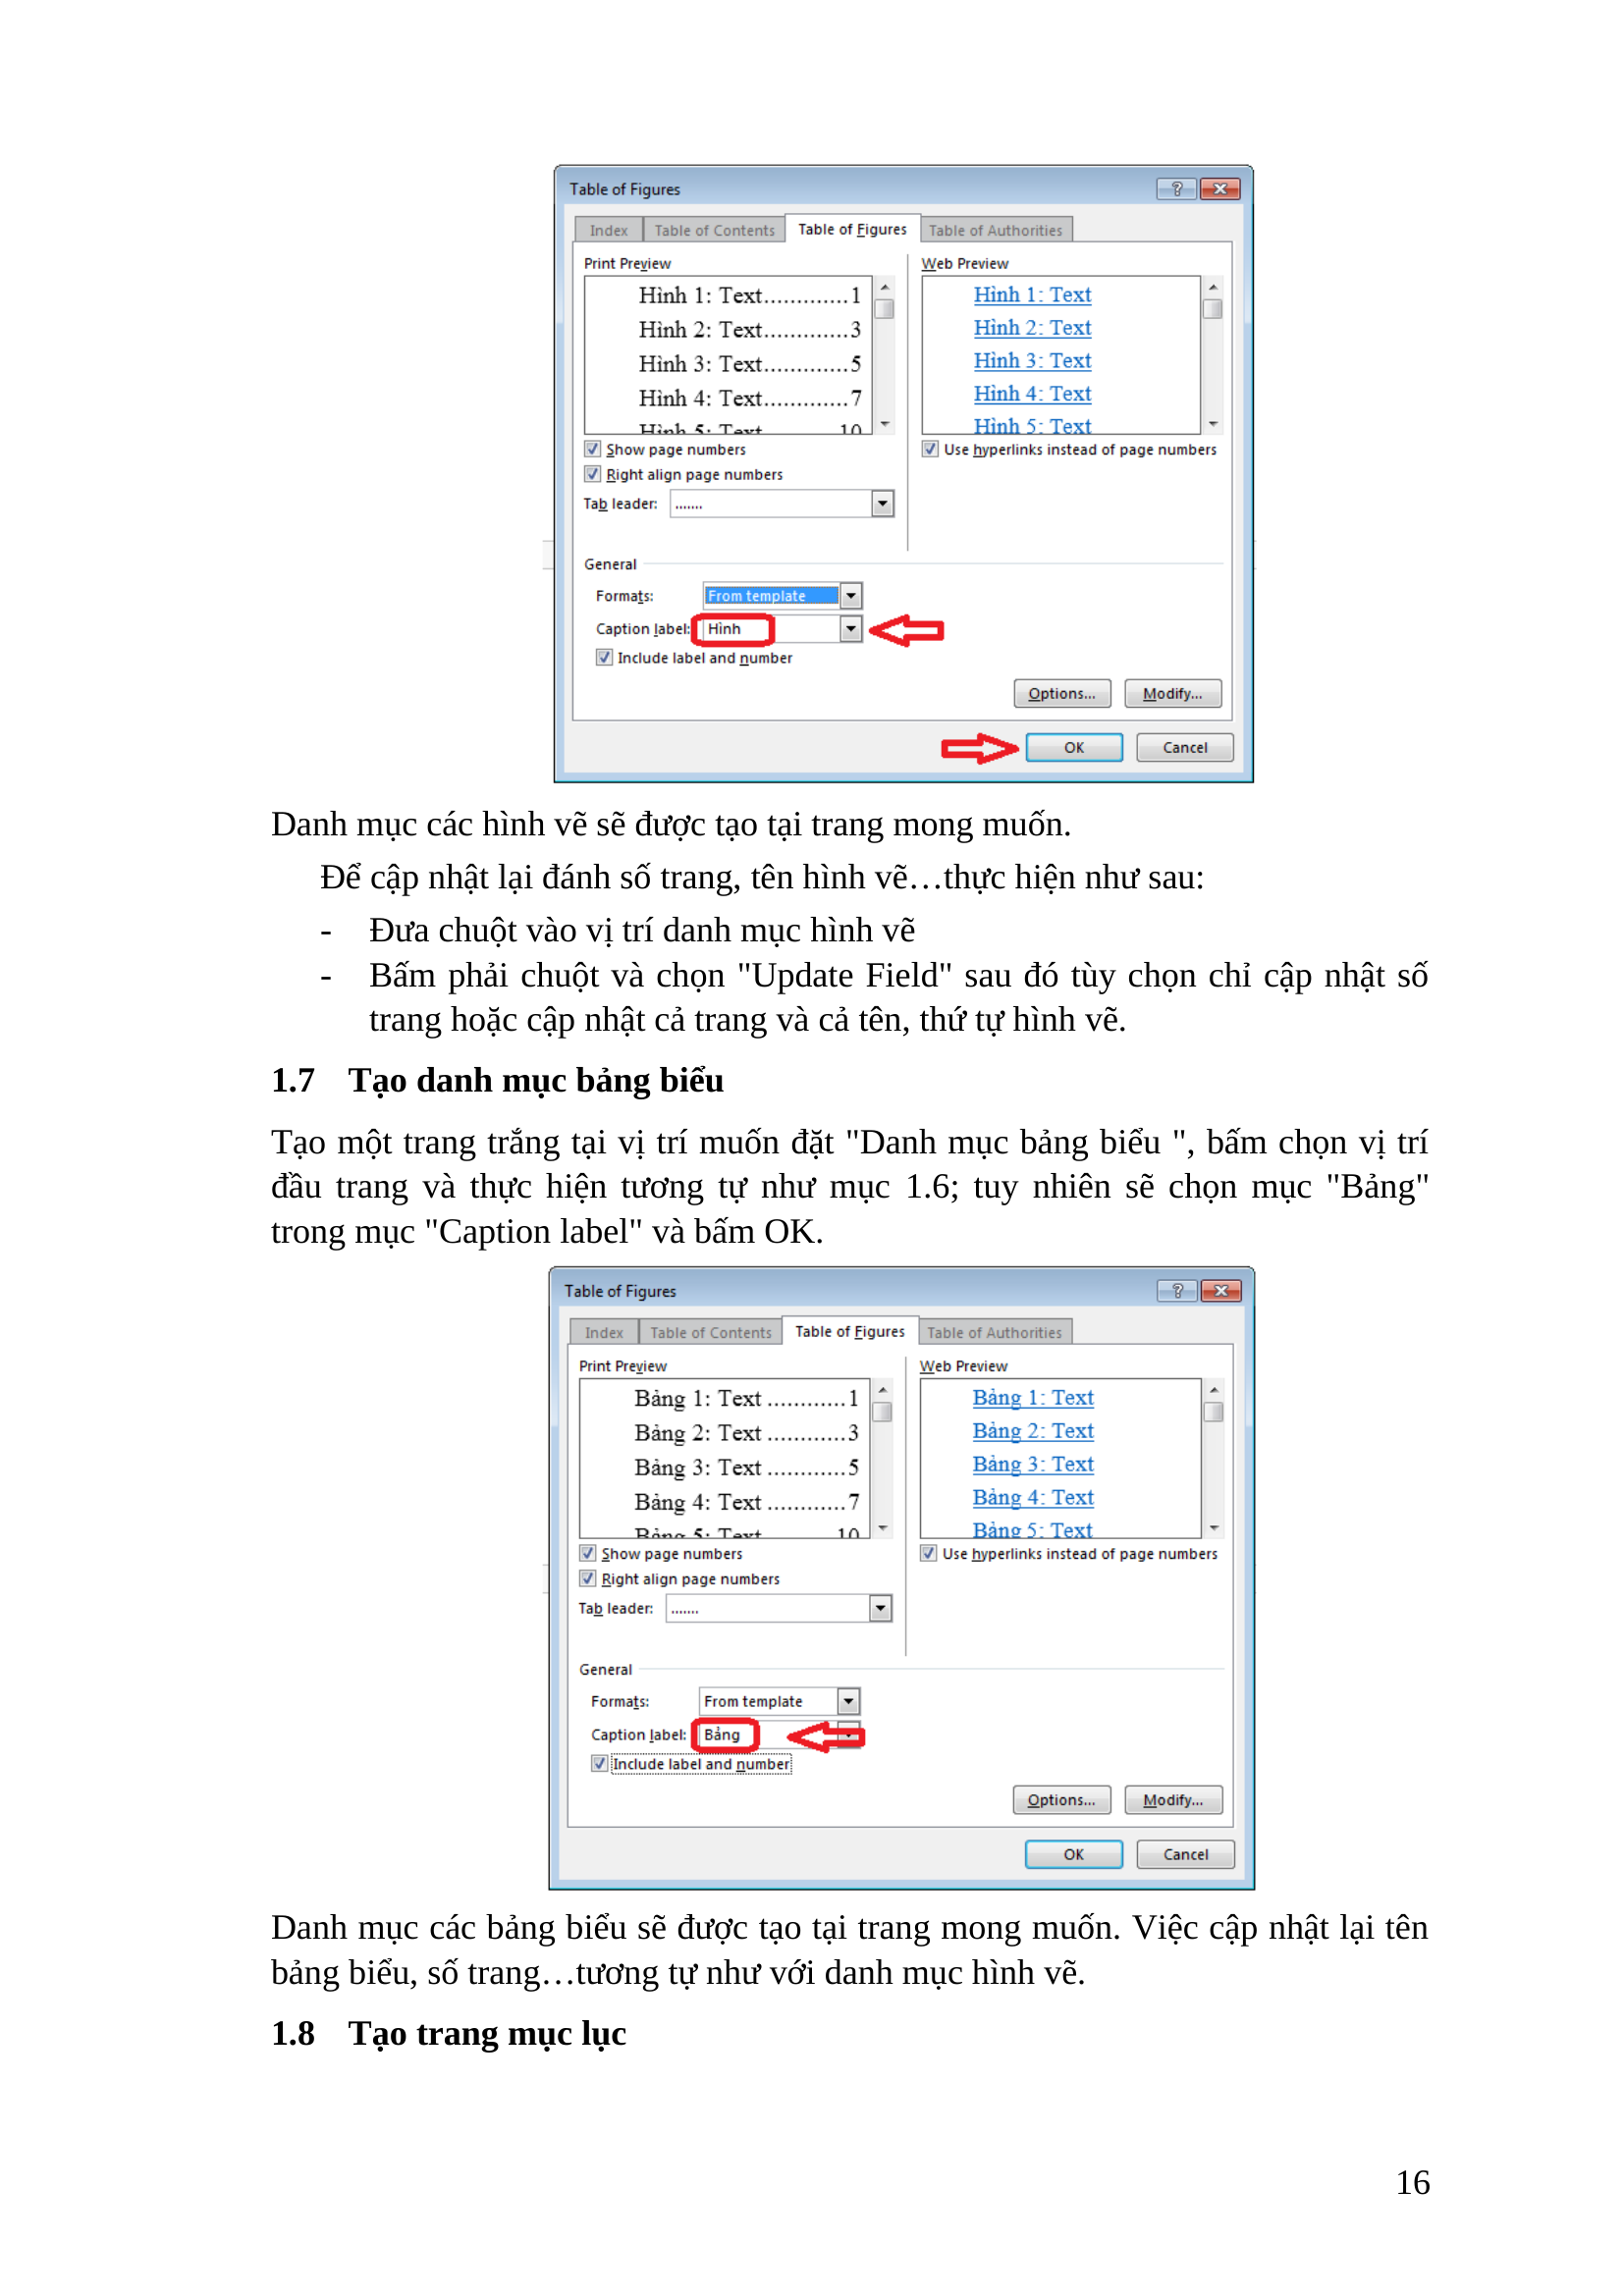 Table of Figures
Index Table of Contents Table of Figures Table of Authorities
Print Preview Web Preview
Hình 1: Text.............1 Hình 1: Text
Hình 2: Text.............3 Hình 2: Text
Hình 3: Text.............5 Hình 3: Text
Hình 4: Text.............7 Hình 4: Text
Hình 5: Text 10 Hình 5: Text
Show page numbers Use hyperlinks instead of page numbers
Right align page numbers
Tab leader: .......
General
Formats: From template
Caption label: Hình
Include label and number
Options... Modify...
OK Cancel
Danh mục các hình vẽ sẽ được tạo tại trang mong muốn.
Để cập nhật lại đánh số trang, tên hình vẽ…thực hiện như sau:
- Đưa chuột vào vị trí danh mục hình vẽ
- Bấm phải chuột và chọn "Update Field" sau đó tùy chọn chỉ cập nhật số
trang hoặc cập nhật cả trang và cả tên, thứ tự hình vẽ.
1.7 Tạo danh mục bảng biểu
Tạo một trang trắng tại vị trí muốn đặt "Danh mục bảng biểu ", bấm chọn vị trí
đầu trang và thực hiện tương tự như mục 1.6; tuy nhiên sẽ chọn mục "Bảng"
trong mục "Caption label" và bấm OK.
Table of Figures
Index Table of Contents Table of Figures Table of Authorities
Print Preview Web Preview
Bảng 1: Text ............1 Bảng 1: Text
Bảng 2: Text ............3 Bảng 2: Text
Bảng 3: Text ............5 Bảng 3: Text
Bảng 4: Text ............7 Bảng 4: Text
Bảng 5: Text 10 Bảng 5: Text
Show page numbers Use hyperlinks instead of page numbers
Right align page numbers
Tab leader: .......
General
Formats: From template
Caption label: Bảng
Include label and number
Options... Modify...
OK Cancel
Danh mục các bảng biểu sẽ được tạo tại trang mong muốn. Việc cập nhật lại tên
bảng biểu, số trang…tương tự như với danh mục hình vẽ.
1.8 Tạo trang mục lục
16